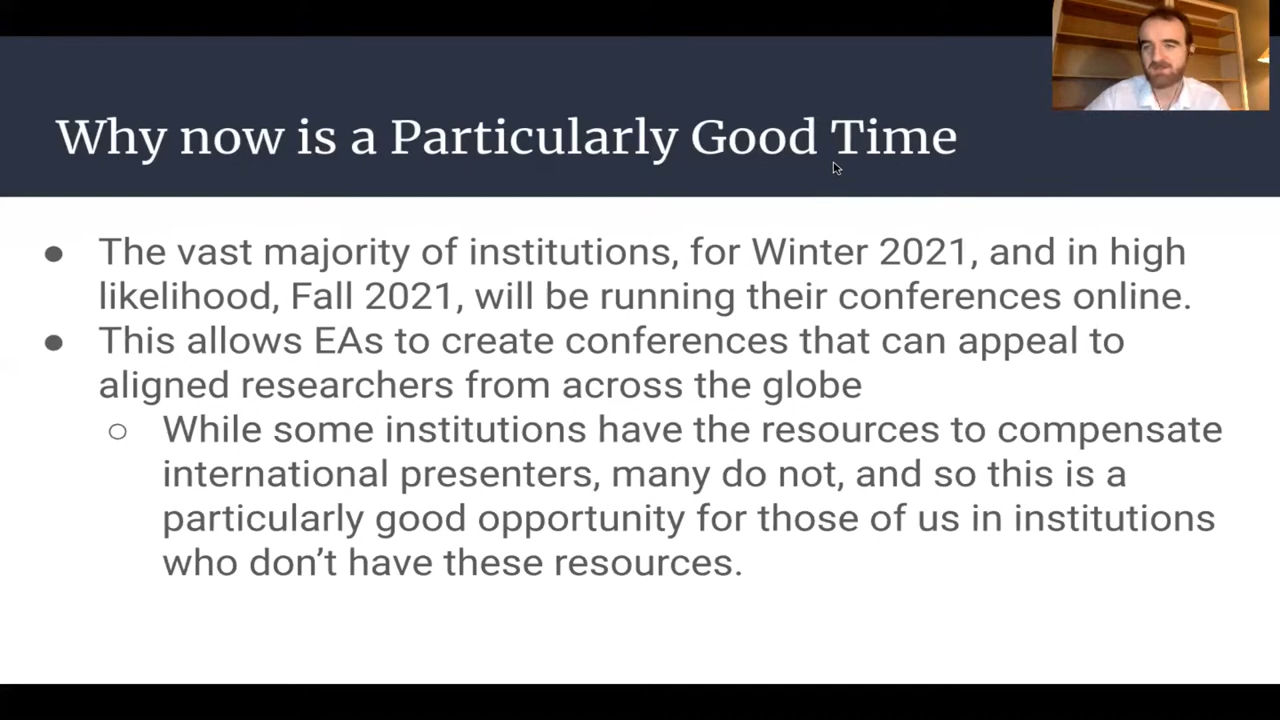 Why now is a Particularly Good Time
● The vast majority of institutions, for Winter 2021, and in high
likelihood, Fall 2021, will be running their conferences online.
● This allows EAs to create conferences that can appeal to
aligned researchers from across the globe
○ While some institutions have the resources to compensate
international presenters, many do not, and so this is a
particularly good opportunity for those of us in institutions
who don’t have these resources.